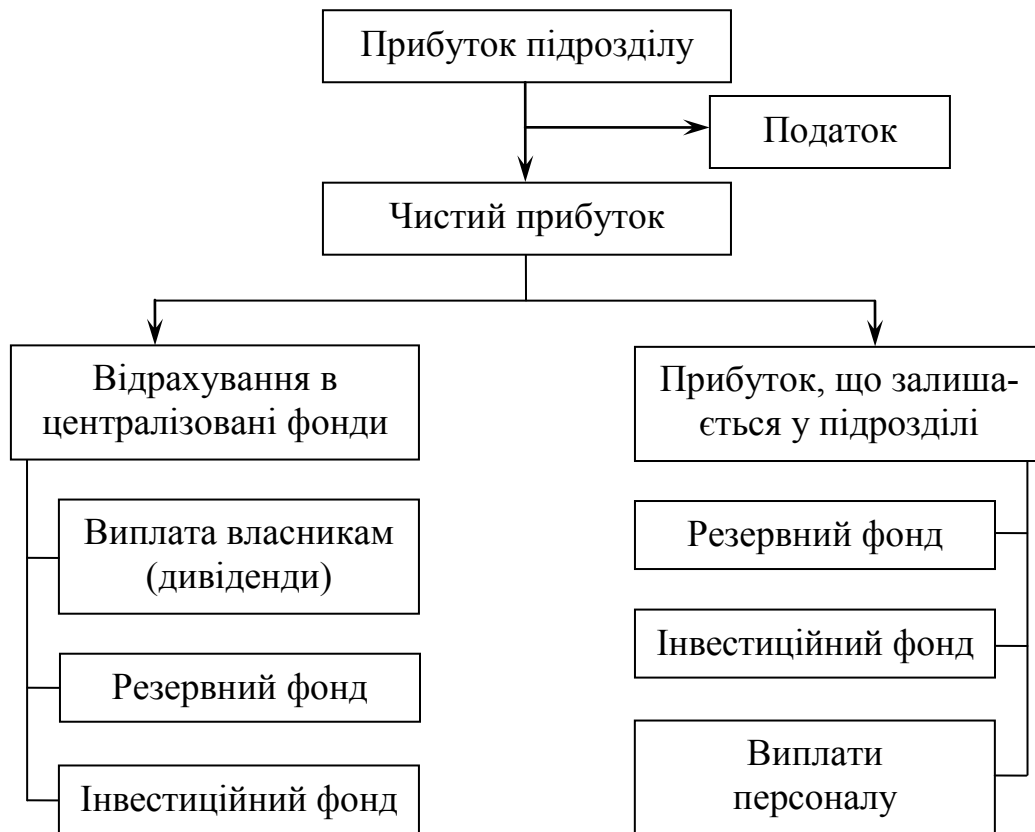 Прибуток підрозділу
Податок
Чистий прибуток
Відрахування в
централізовані фонди
Виплата власникам
(дивіденди)
Резервний фонд
Інвестиційний фонд
Прибуток, що залиша-
ється у підрозділі
Резервний фонд
Інвестиційний фонд
Виплати
персоналу